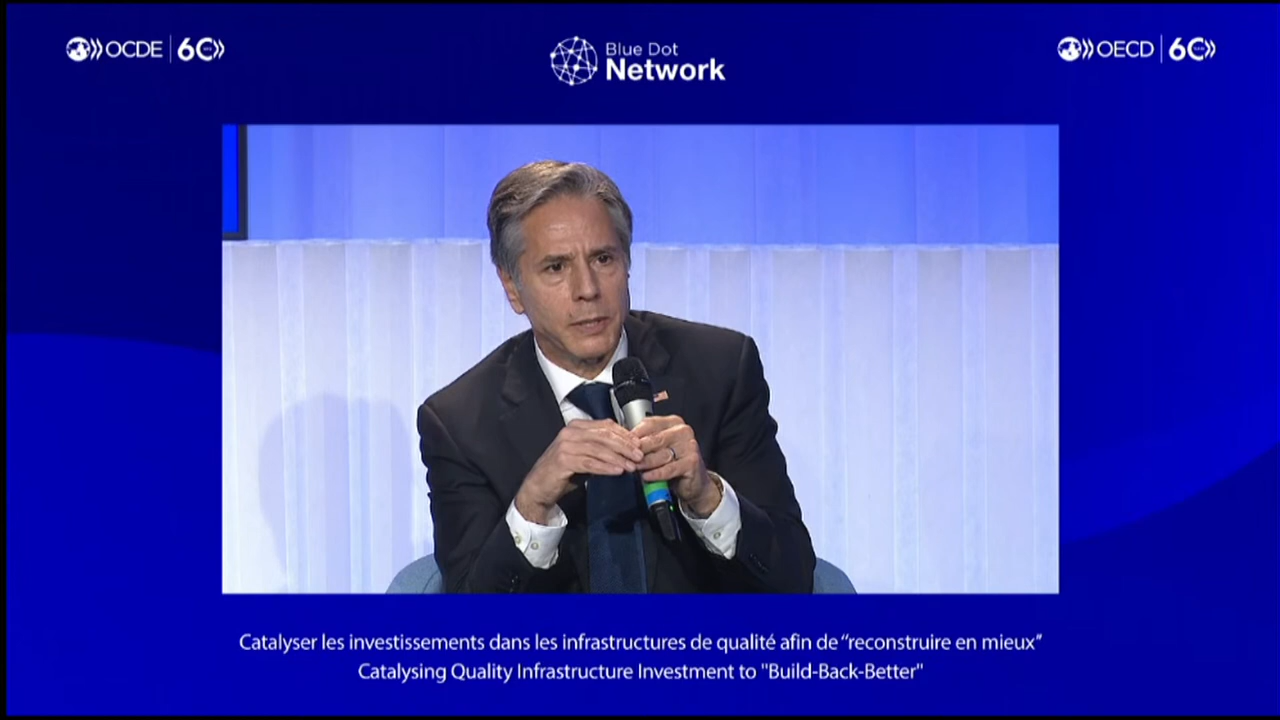 OCDE 60
Blue Dot
Network
OECD 60
Catalyser les investissements dans les infrastructures de qualité afin de “reconstruire en mieux”
Catalysing Quality Infrastructure Investment to "Build-Back-Better"